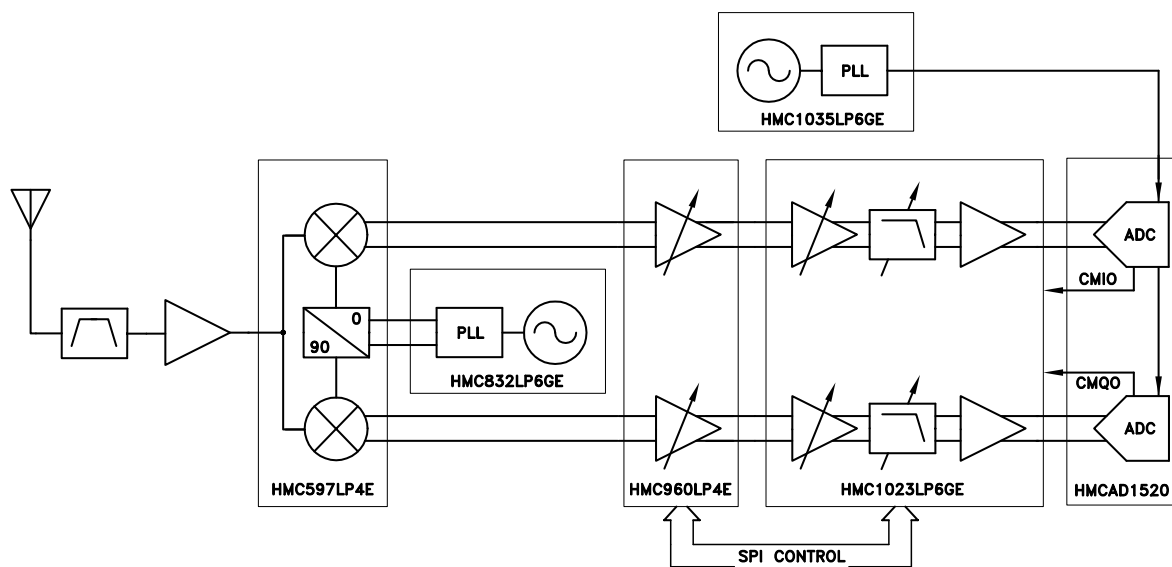 PLL
HMC1035LP6GE
ADC
CMIO
0
90
PLL
HMC832LP6GE
CMQO
ADC
HMC597LP4E
HMC960LP4E
HMC1023LP6GE
HMCAD1520
SPI CONTROL